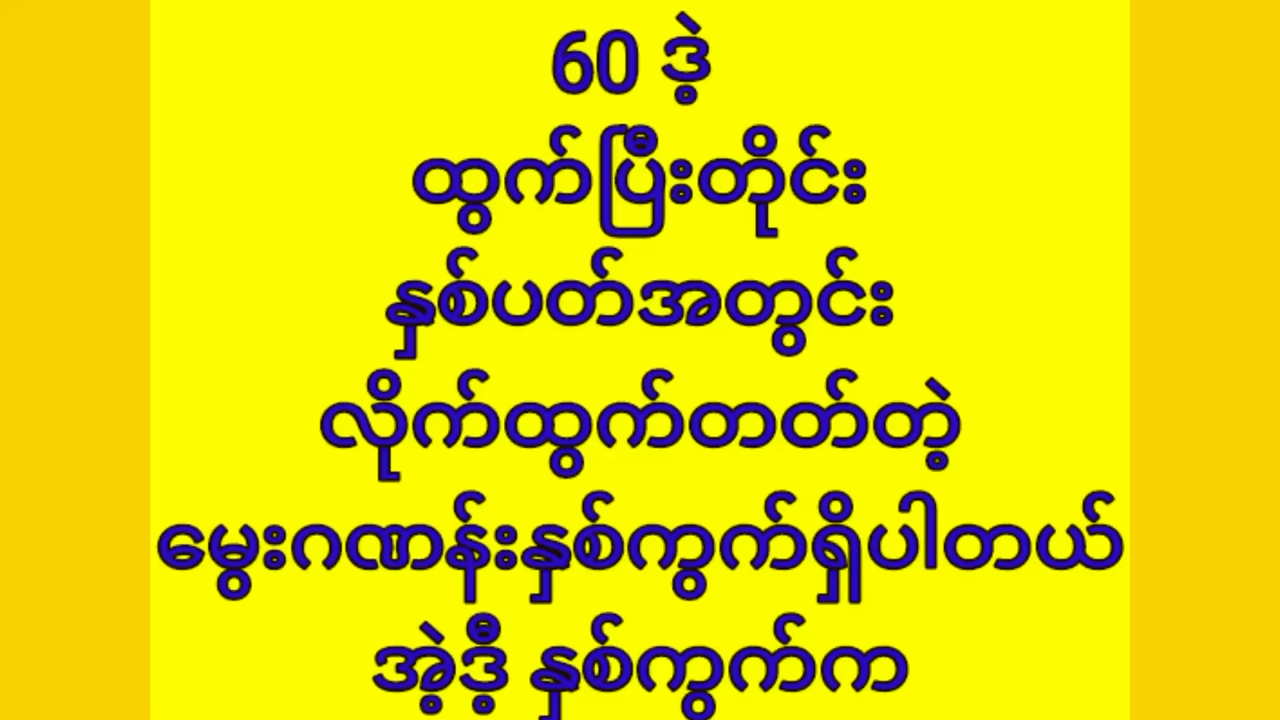 60 ဒဲ့
ထွက်ပြီးတိုင်း
နှစ်ပတ်အတွင်း
လိုက်ထွက်တတ်တဲ့
မွေးဂဏန်းနှစ်ကွက်ရှိပါတယ်
အဲ့ဒီ့ နှစ်ကွက်က